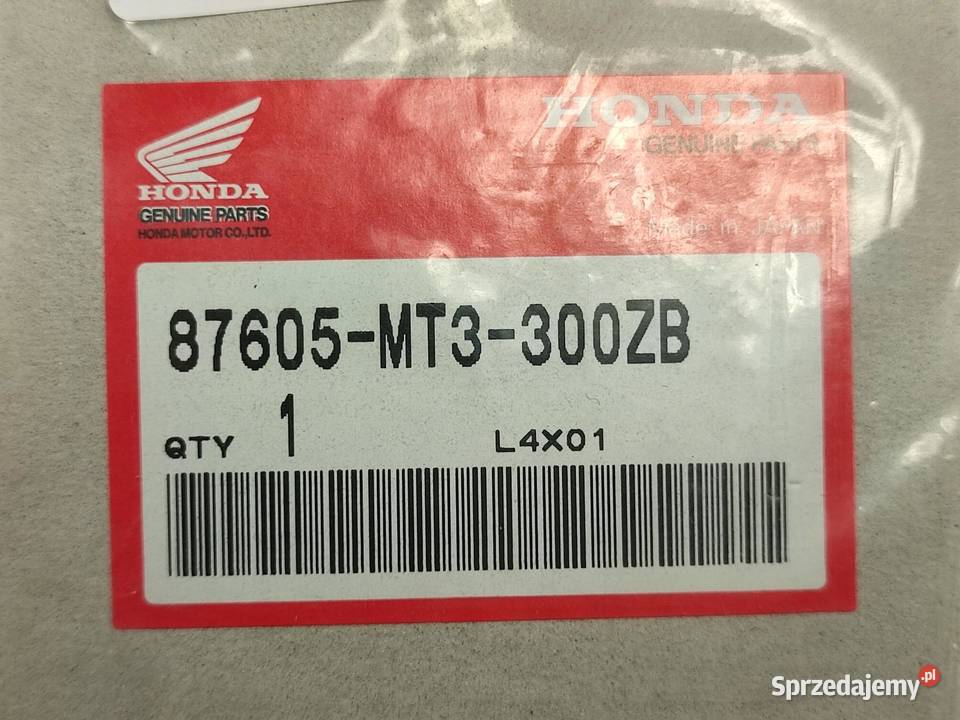 HONDA
GENUINE PARTS
HONDA MOTOR CO.,LTD.
HONDA
GENUINE PARTS
Made in JAPAN
87605-MT3-300ZB
QTY 1 L4X01
Sprzedajemy.pl